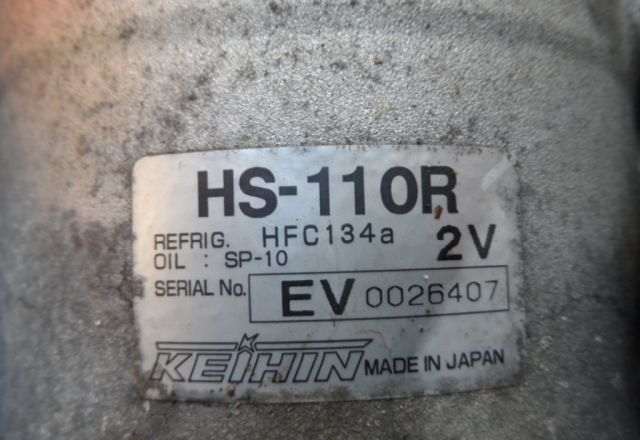 HS-110R
REFRIG. HFC134a 2V
OIL : SP-10
SERIAL No. EV 0026407
KEIHIN MADE IN JAPAN